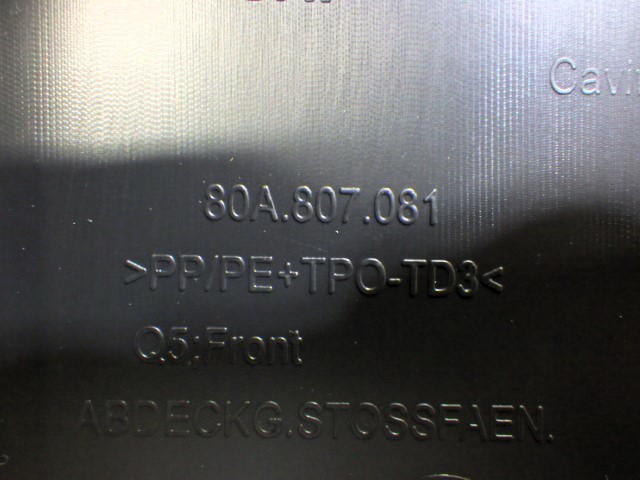 Cavi
80A.807.081
>PP/PE+TPO-TD3<
Q5;Front
ABDECKG.STOSSFAEN.